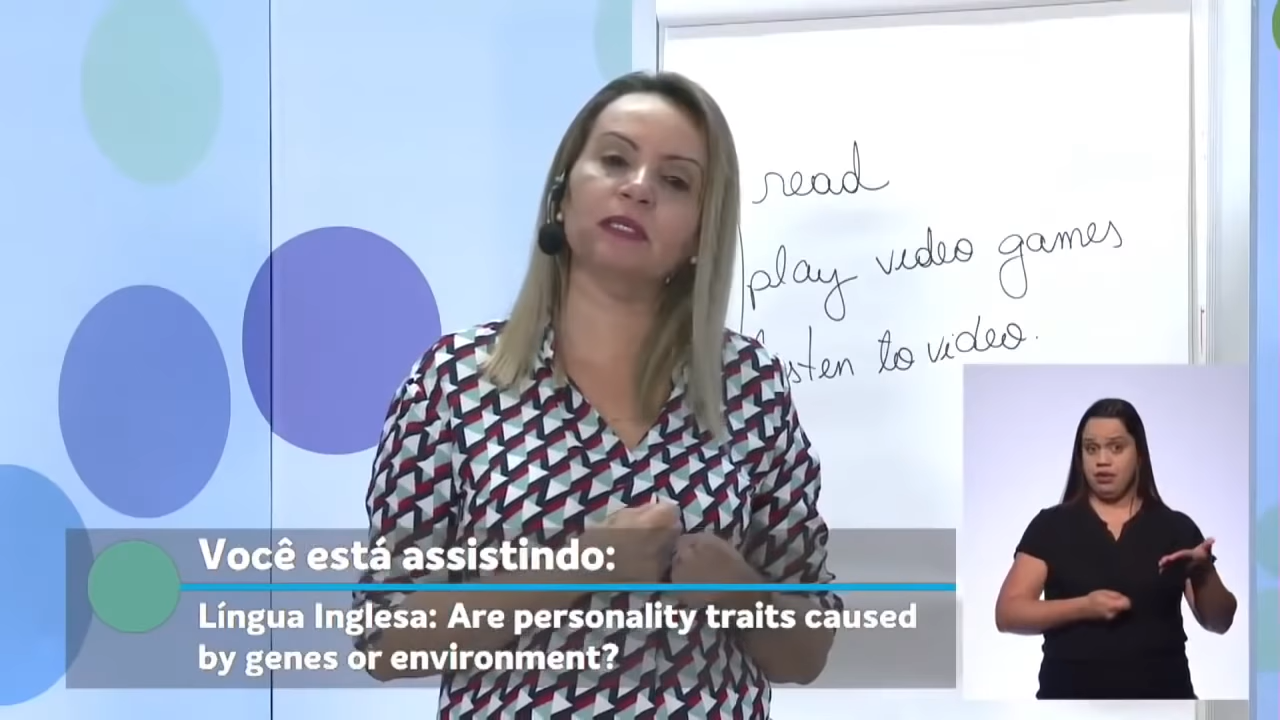 read
play video games
listen to video.
Você está assistindo:
Língua Inglesa: Are personality traits caused
by genes or environment?